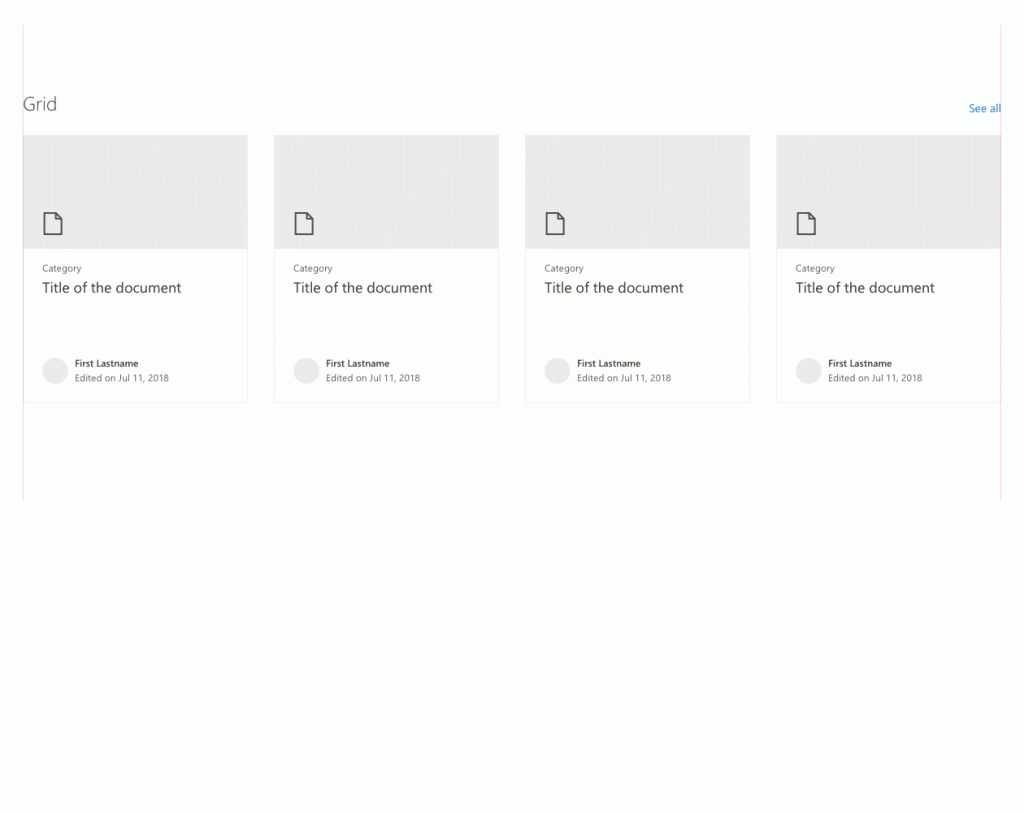 Grid
See all
Category
Title of the document
First Lastname
Edited on Jul 11, 2018
Category
Title of the document
First Lastname
Edited on Jul 11, 2018
Category
Title of the document
First Lastname
Edited on Jul 11, 2018
Category
Title of the document
First Lastname
Edited on Jul 11, 2018